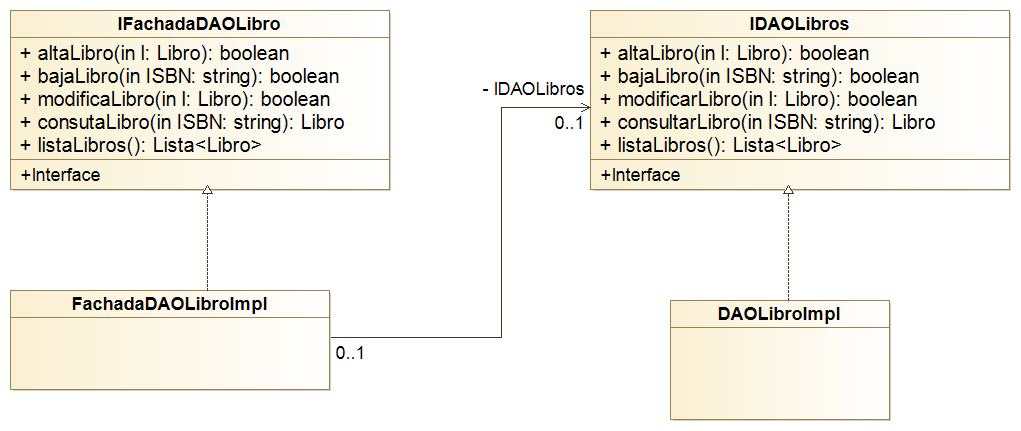 IFachadaDAOLibro
+ altaLibro(in l: Libro): boolean
+ bajaLibro(in ISBN: string): boolean
+ modificaLibro(in l: Libro): boolean
+ consutaLibro(in ISBN: string): Libro
+ listaLibros(): Lista<Libro>
+Interface
- IDAOLibros
0..1
IDAOLibros
+ altaLibro(in l: Libro): boolean
+ bajaLibro(in ISBN: string): boolean
+ modificarLibro(in l: Libro): boolean
+ consultarLibro(in ISBN: string): Libro
+ listaLibros(): Lista<Libro>
+Interface
FachadaDAOLibroImpl
0..1
DAOLibroImpl